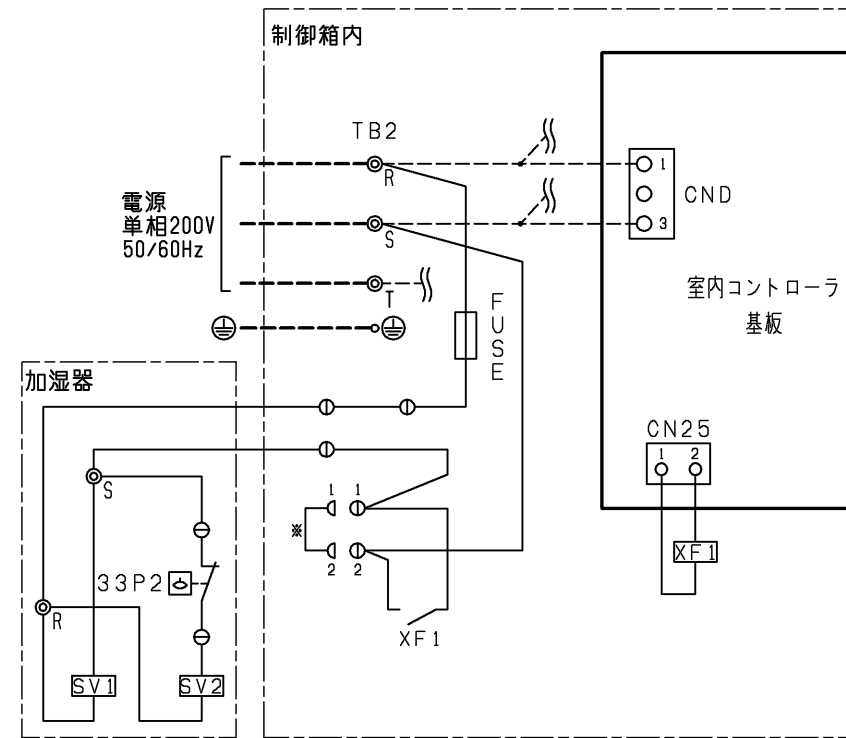 制御箱内
TB2
R
S
T
電源
単相200V
50/60Hz
1
3
CND
室内コントローラ
基板
FUSE
加湿器
S
33P2
R
SV1
SV2
※
1 1
2 2
XF1
CN25
1 2
XF1